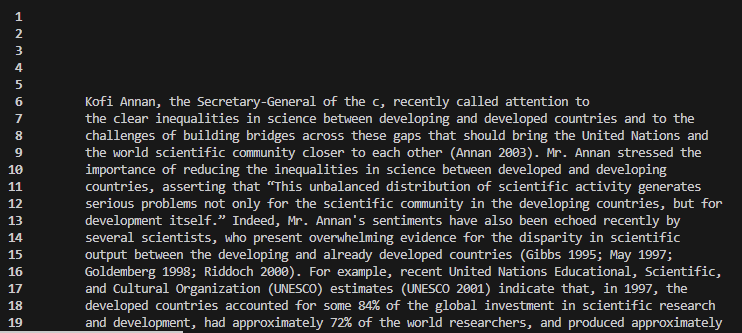 1
2
3
4
5
6 Kofi Annan, the Secretary-General of the c, recently called attention to
7 the clear inequalities in science between developing and developed countries and to the
8 challenges of building bridges across these gaps that should bring the United Nations and
9 the world scientific community closer to each other (Annan 2003). Mr. Annan stressed the
10 importance of reducing the inequalities in science between developed and developing
11 countries, asserting that “This unbalanced distribution of scientific activity generates
12 serious problems not only for the scientific community in the developing countries, but for
13 development itself.” Indeed, Mr. Annan's sentiments have also been echoed recently by
14 several scientists, who present overwhelming evidence for the disparity in scientific
15 output between the developing and already developed countries (Gibbs 1995; May 1997;
16 Goldemberg 1998; Riddoch 2000). For example, recent United Nations Educational, Scientific,
17 and Cultural Organization (UNESCO) estimates (UNESCO 2001) indicate that, in 1997, the
18 developed countries accounted for some 84% of the global investment in scientific research
19 and development, had approximately 72% of the world researchers, and produced approximately